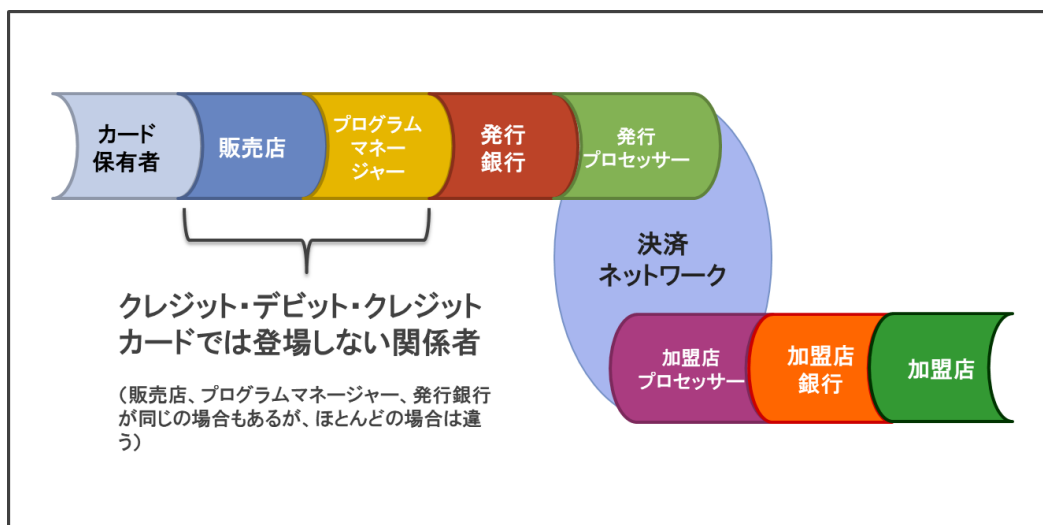 カード
保有者
販売店
プログラム
マネー
ジャー
発行
銀行
発行
プロセッサー
決済
ネットワーク
クレジット・デビット・クレジット
カードでは登場しない関係者
（販売店、プログラムマネージャー、発行銀行
が同じの場合もあるが、ほとんどの場合は違
う）
加盟店
プロセッサー
加盟店
銀行
加盟店